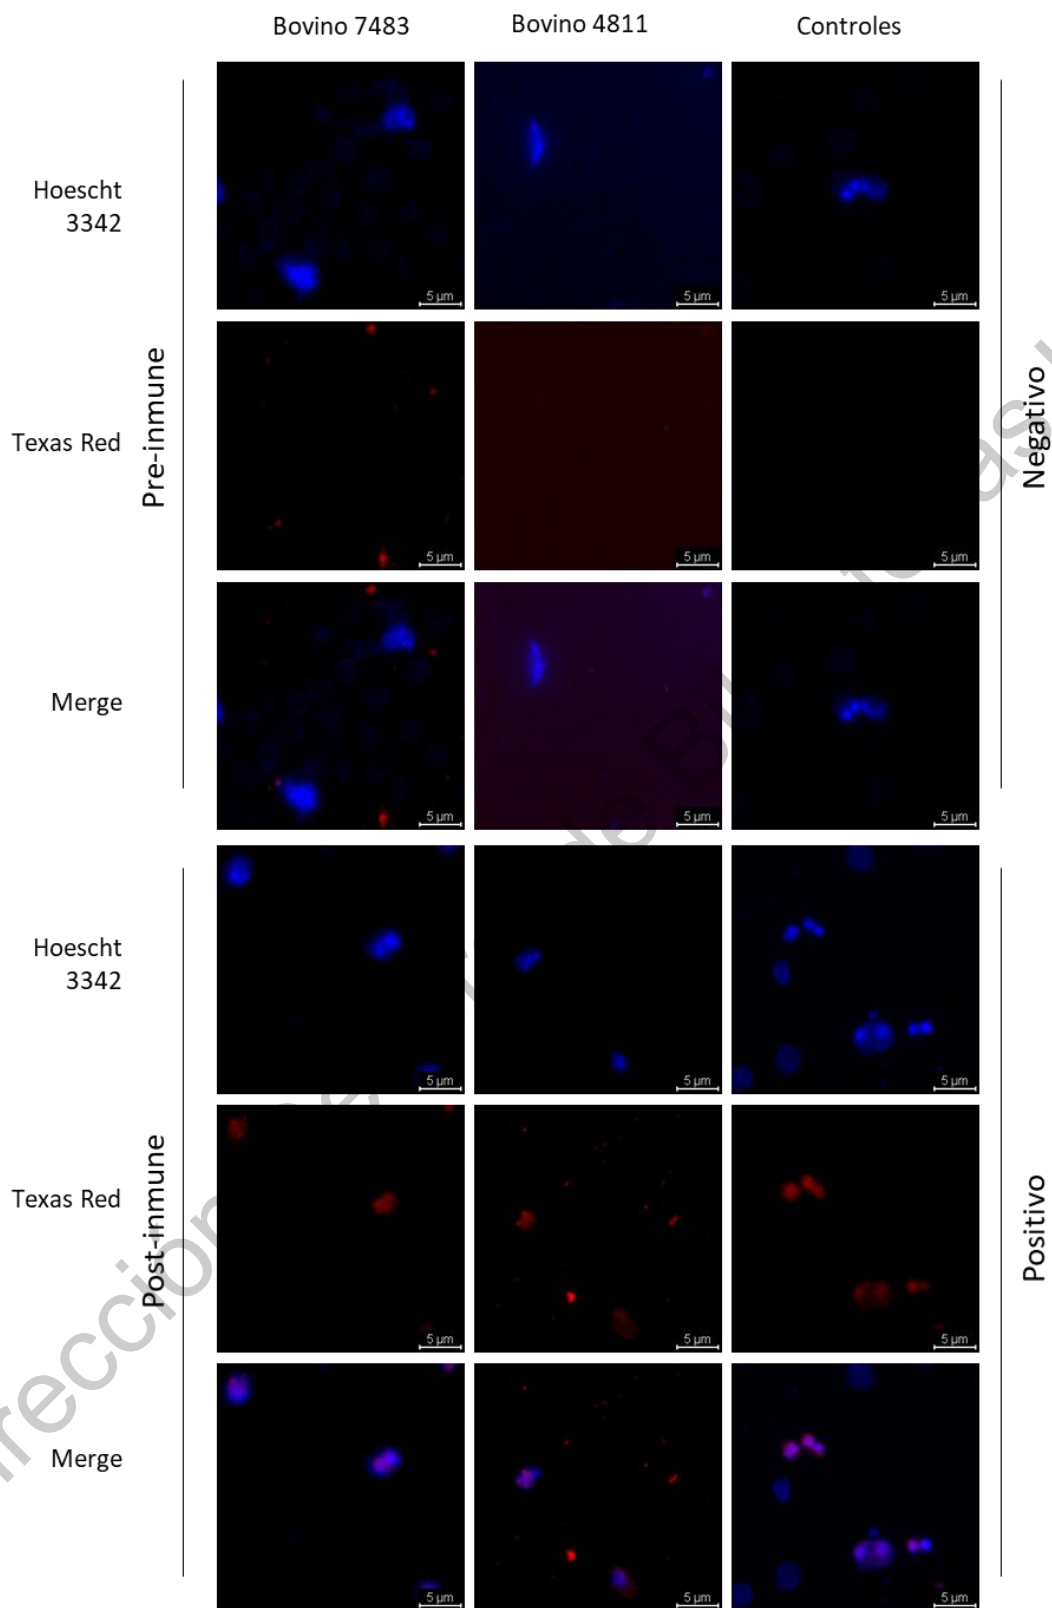 Bovino 7483
Bovino 4811
Controles
Hoescht
3342
5 µm
5 µm
5 µm
Pre-inmune
Negativo
Texas Red
5 µm
5 µm
5 µm
Merge
5 µm
5 µm
5 µm
Hoescht
3342
5 µm
5 µm
5 µm
Post-inmune
Positivo
Texas Red
5 µm
5 µm
5 µm
Merge
5 µm
5 µm
5 µm